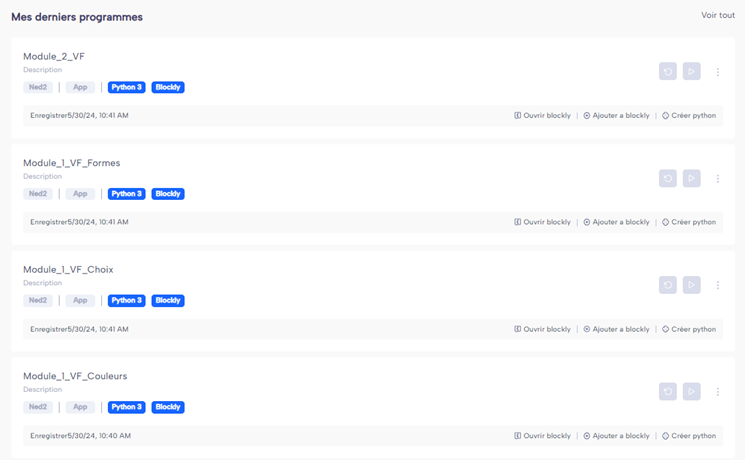 Mes derniers programmes Voir tout
Module_2_VF
Description
Ned2 | App | Python 3 Blockly
Enregistrer5/30/24, 10:41 AM Ouvrir blockly | Ajouter a blockly | Créer python
Module_1_VF_Formes
Description
Ned2 | App | Python 3 Blockly
Enregistrer5/30/24, 10:41 AM Ouvrir blockly | Ajouter a blockly | Créer python
Module_1_VF_Choix
Description
Ned2 | App | Python 3 Blockly
Enregistrer5/30/24, 10:41 AM Ouvrir blockly | Ajouter a blockly | Créer python
Module_1_VF_Couleurs
Description
Ned2 | App | Python 3 Blockly
Enregistrer5/30/24, 10:40 AM Ouvrir blockly | Ajouter a blockly | Créer python